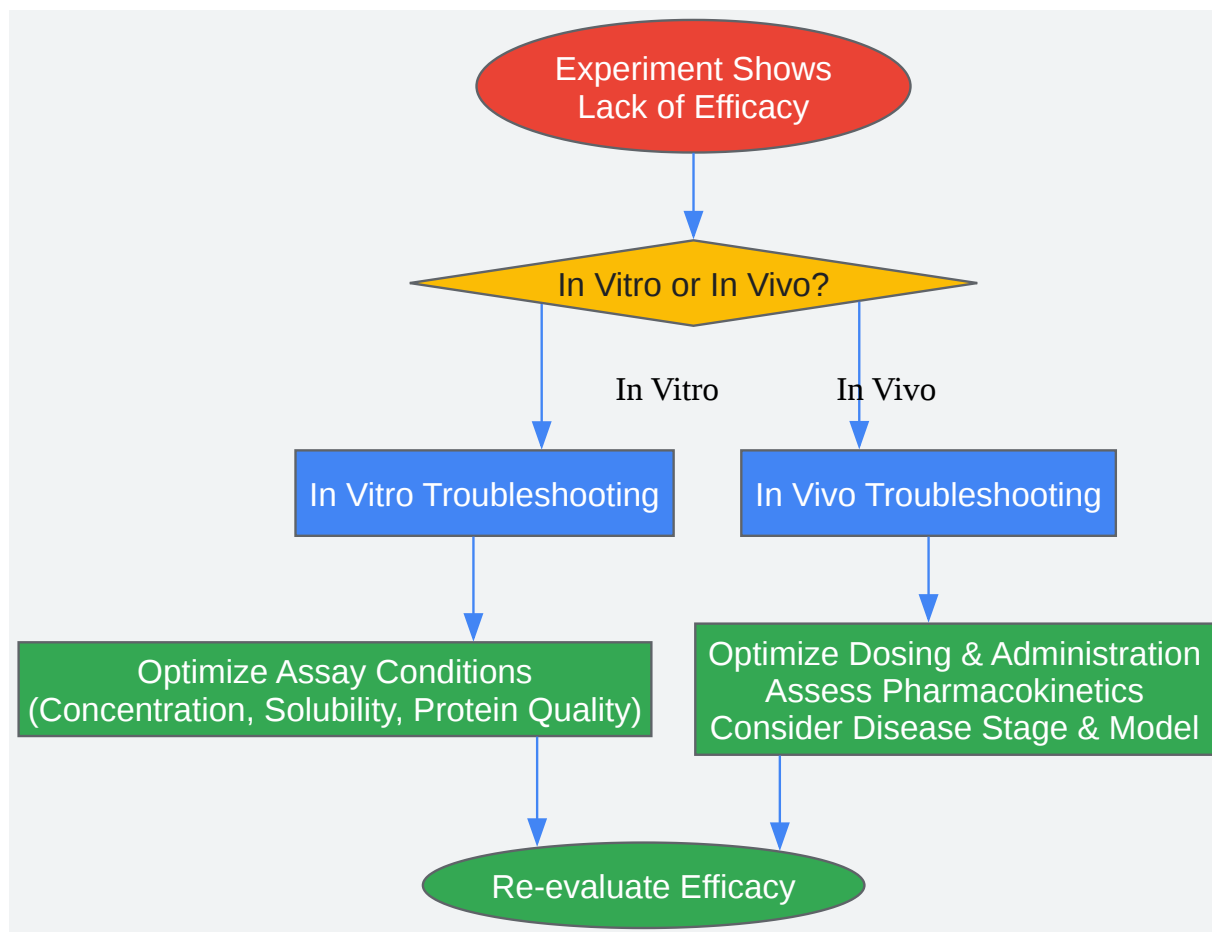 Experiment Shows
Lack of Efficacy
In Vitro or In Vivo?
In Vitro
In Vivo
In Vitro Troubleshooting
In Vivo Troubleshooting
Optimize Assay Conditions
(Concentration, Solubility, Protein Quality)
Optimize Dosing & Administration
Assess Pharmacokinetics
Consider Disease Stage & Model
Re-evaluate Efficacy